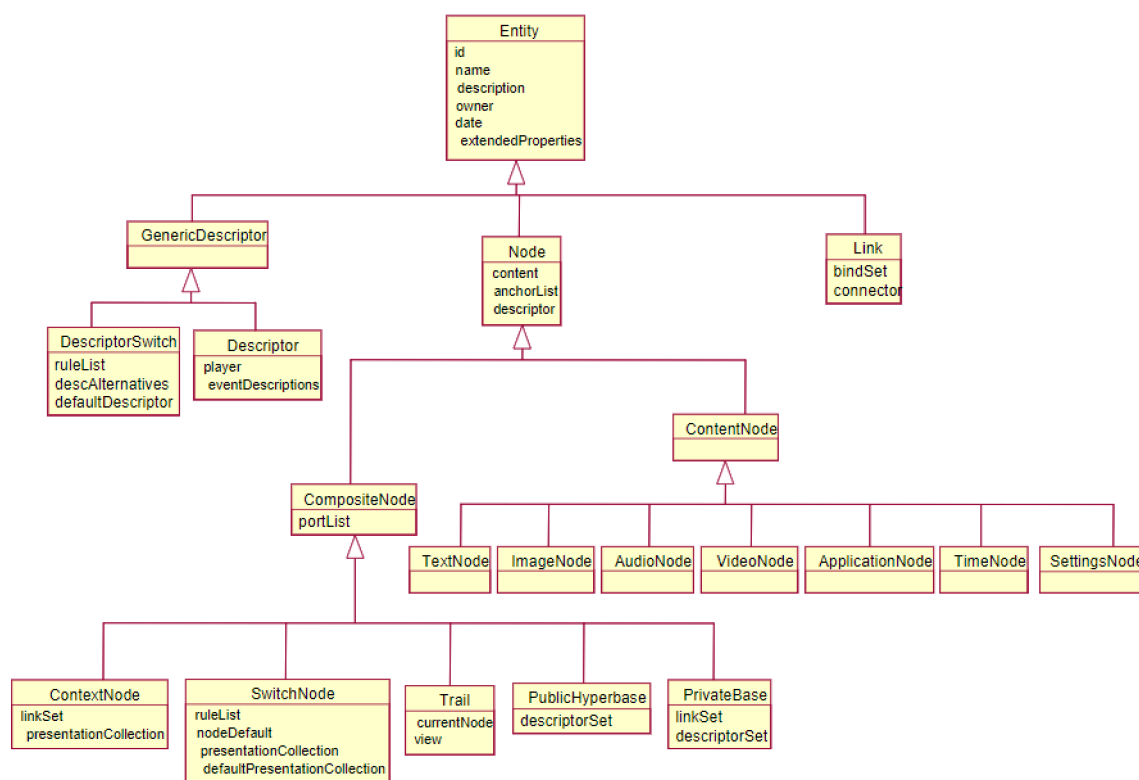 Entity
id
name
description
owner
date
extendedProperties
GenericDescriptor
Node
content
anchorList
descriptor
Link
bindSet
connector
DescriptorSwitch
ruleList
descAlternatives
defaultDescriptor
Descriptor
player
eventDescriptions
ContentNode
CompositeNode
portList
TextNode
ImageNode
AudioNode
VideoNode
ApplicationNode
TimeNode
SettingsNode
ContextNode
linkSet
presentationCollection
SwitchNode
ruleList
nodeDefault
presentationCollection
defaultPresentationCollection
Trail
currentNode
view
PublicHyperbase
descriptorSet
PrivateBase
linkSet
descriptorSet